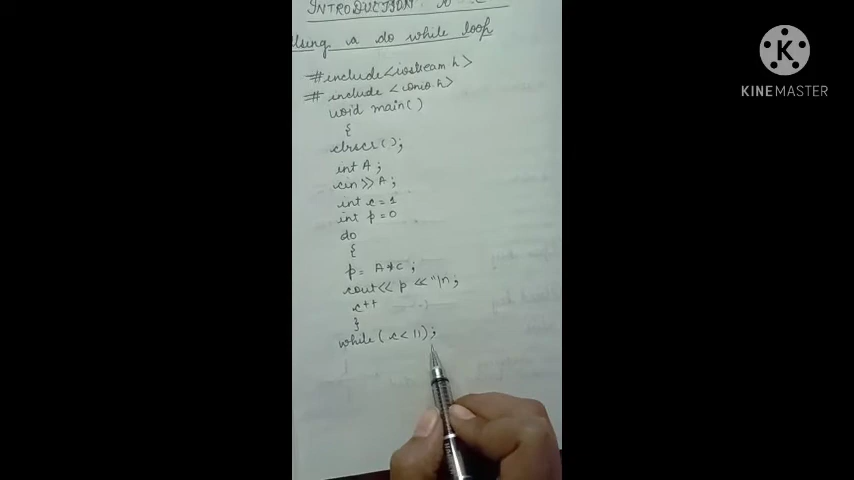 INTRODUCTION
Using a do while loop
#include<iostream.h>
# include <conio.h>
void main()
{
clrscr();
int A;
cin>>A;
int c=1
int p=0
do
{
p= A*c;
cout<< p <<"\n;
c++
}
while(c<11);
K
KINEMASTER